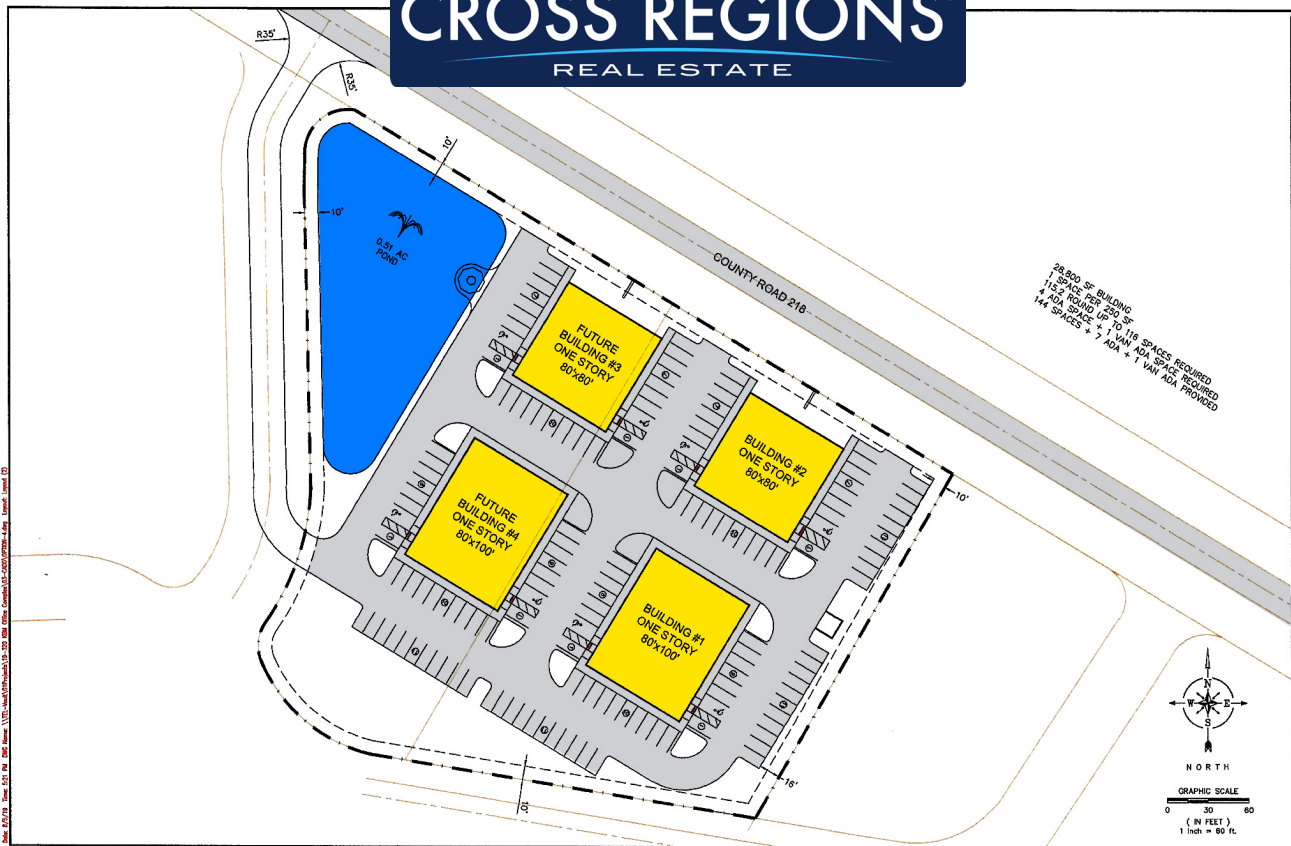 CROSS REGIONS
REAL ESTATE
R35'
R35'
10'
10'
0.51 AC
POND
COUNTY ROAD 218
28,800 SF BUILDING
1 SPACE PER 250 SF
115.2 ROUND UP TO 116 SPACES REQUIRED
4 ADA SPACE + 1 VAN ADA SPACE REQUIRED
144 SPACES + 7 ADA + 1 VAN ADA PROVIDED
FUTURE
BUILDING #3
ONE STORY
80'x80'
BUILDING #2
ONE STORY
80'x80'
FUTURE
BUILDING #4
ONE STORY
80'x100'
BUILDING #1
ONE STORY
80'x100'
10'
16'
10'
N
W
E
S
NORTH
GRAPHIC SCALE
0 30 60
( IN FEET )
1 inch = 60 ft.